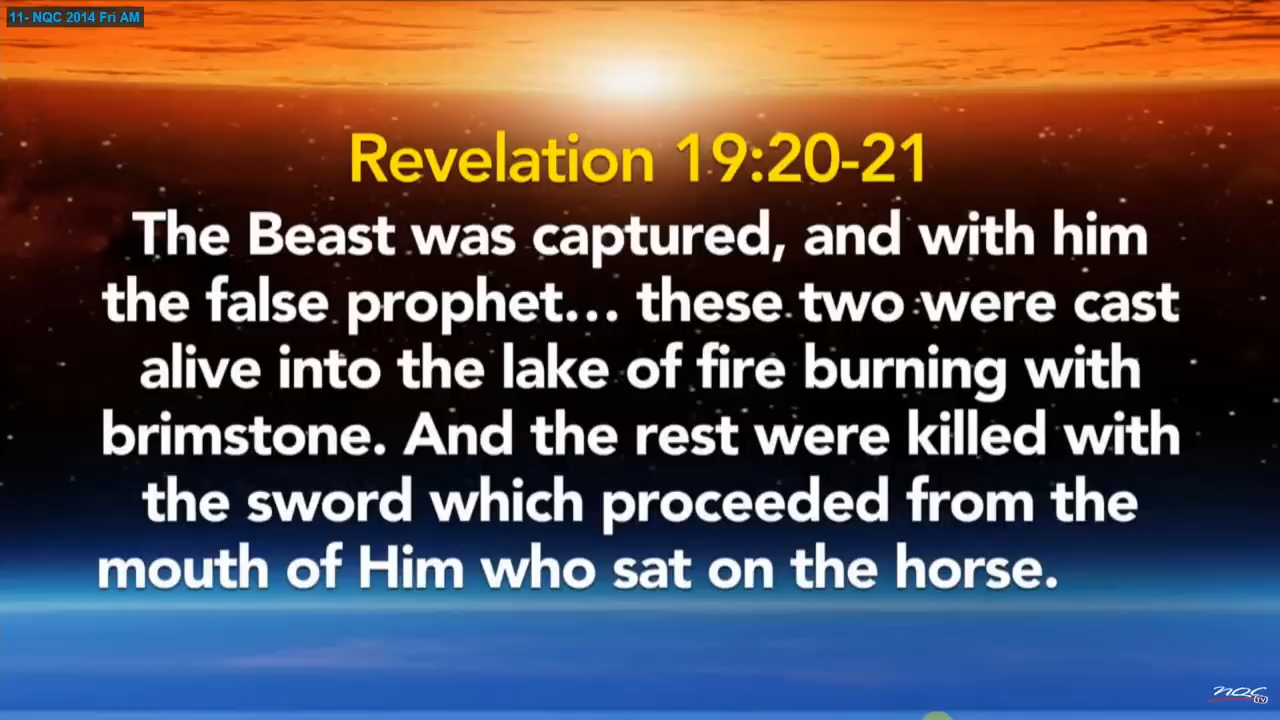 11- NQC 2014 Fri AM
Revelation 19:20-21
The Beast was captured, and with him
the false prophet... these two were cast
alive into the lake of fire burning with
brimstone. And the rest were killed with
the sword which proceeded from the
mouth of Him who sat on the horse.
NQC
TV